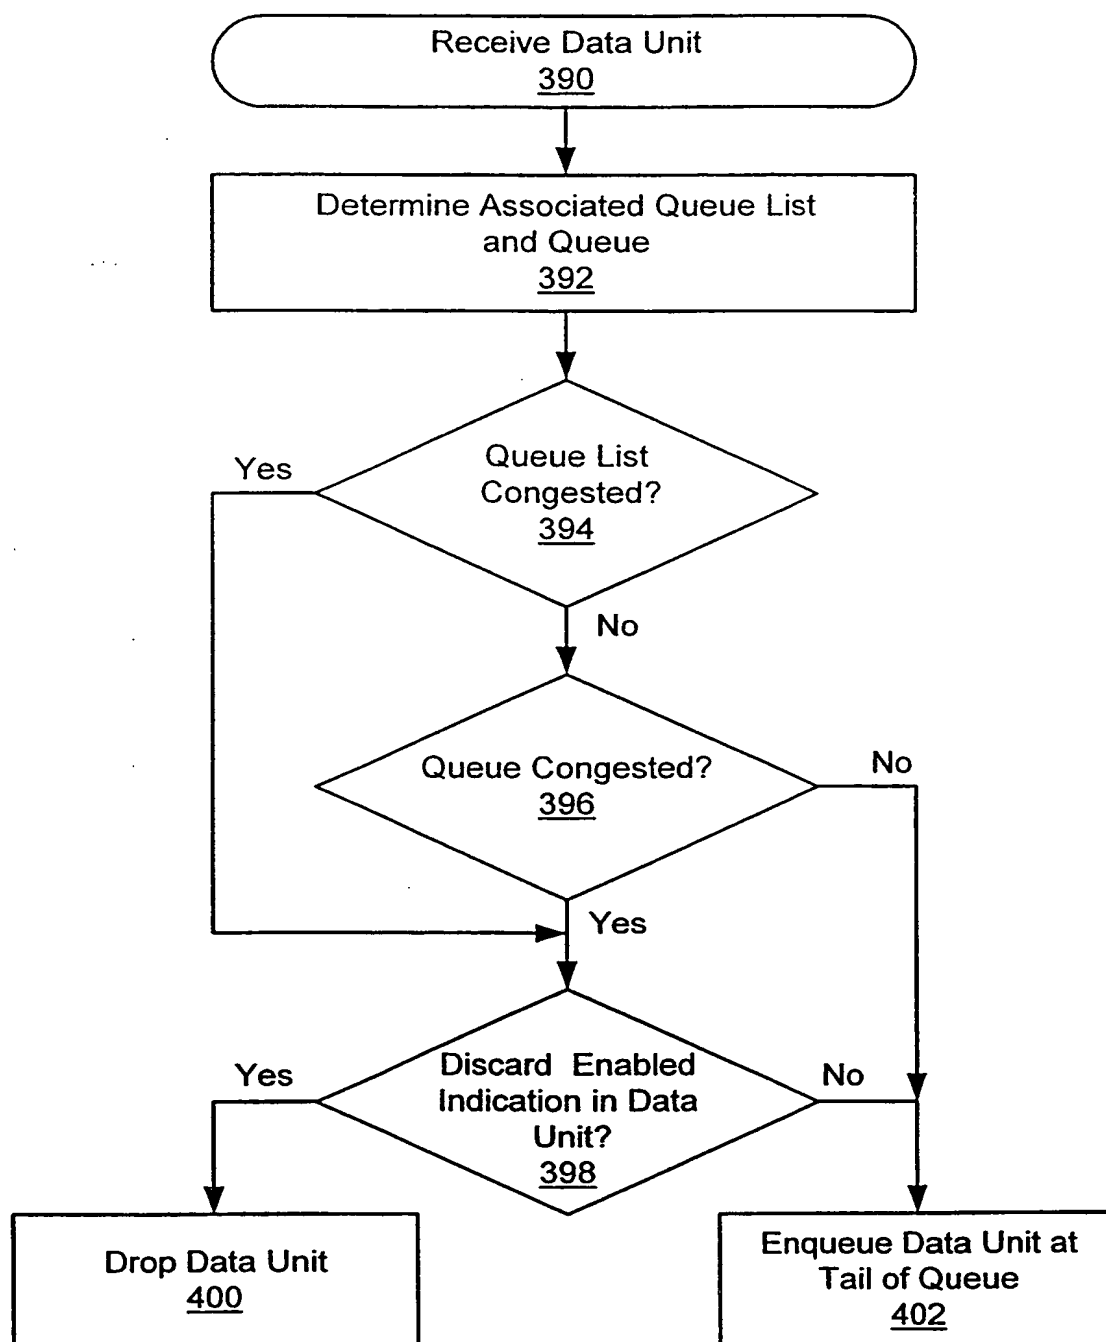 Receive Data Unit
390
Determine Associated Queue List
and Queue
392
Yes
Queue List
Congested?
394
No
Queue Congested?
396
No
Yes
Yes
Discard Enabled
Indication in Data
Unit?
398
No
Drop Data Unit
400
Enqueue Data Unit at
Tail of Queue
402